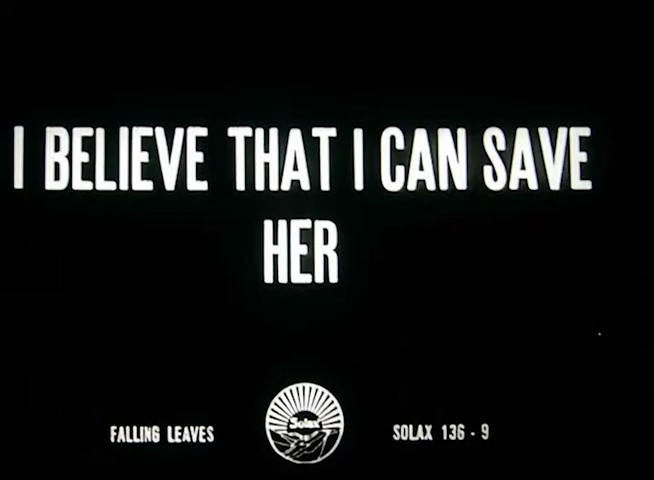 I BELIEVE THAT I CAN SAVE
HER
FALLING LEAVES
Solax
SOLAX 136 - 9